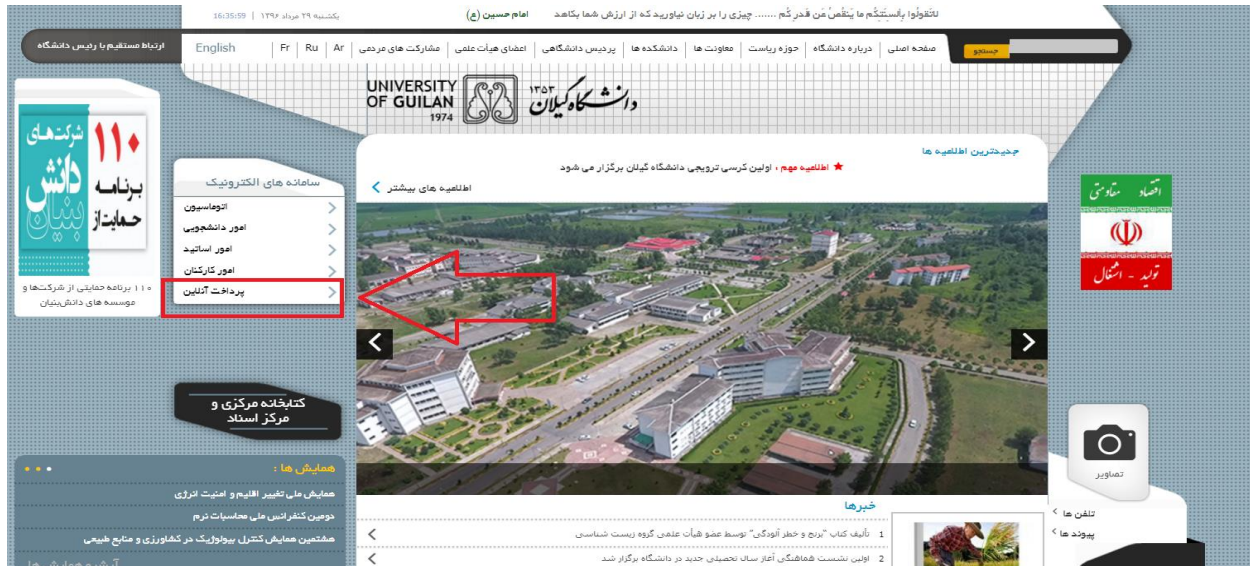 لاتَقولُوا بِألسِنَتِكُم ما يَنقُصُ عَن قَدرِكُم ....... چیزی را بر زبان نیاورید که از ارزش شما بکاهد امام حسین (ع)
یکشنبه ۲۹ مرداد ۱۳۹۶ | 16:35:59
جستجو
صفحه اصلی | درباره دانشگاه | حوزه ریاست | معاونت ها | دانشکده ها | پردیس دانشگاهی | اعضای هیأت علمی | مشارکت های مردمی | Ar | Ru | Fr | English
ارتباط مستقیم با رئیس دانشگاه
دانشگاه گیلان
۱۳۵۳
UNIVERSITY
OF GUILAN
1974
جدیدترین اطلاعیه ها
اطلاعیه مهم ، اولین کرسی ترویجی دانشگاه گیلان برگزار می شود
اطلاعیه های بیشتر
اقتصاد مقاومتی
تولید - اشتغال
سامانه های الکترونیک
اتوماسیون
امور دانشجویی
امور اساتید
امور کارکنان
پرداخت آنلاین
۱۱۰
برنامه
حمایت از
شرکت‌های
دانش
بنیان
۱۱۰ برنامه حمایتی از شرکت‌ها و
موسسه های دانش‌بنیان
کتابخانه مرکزی و
مرکز اسناد
همایش ها :
همایش ملی تغییر اقلیم و امنیت انرژی
دومین کنفرانس ملی محاسبات نرم
هشتمین همایش کنترل بیولوژیک در کشاورزی و منابع طبیعی
آرشیو همایش ها
تصاویر
تلفن ها
پیوند ها
خبرها
1 تألیف کتاب "برنج و خطر آلودگی" توسط عضو هیأت علمی گروه زیست شناسی
2 اولین نشست هماهنگی آغاز سال تحصیلی جدید در دانشگاه برگزار شد